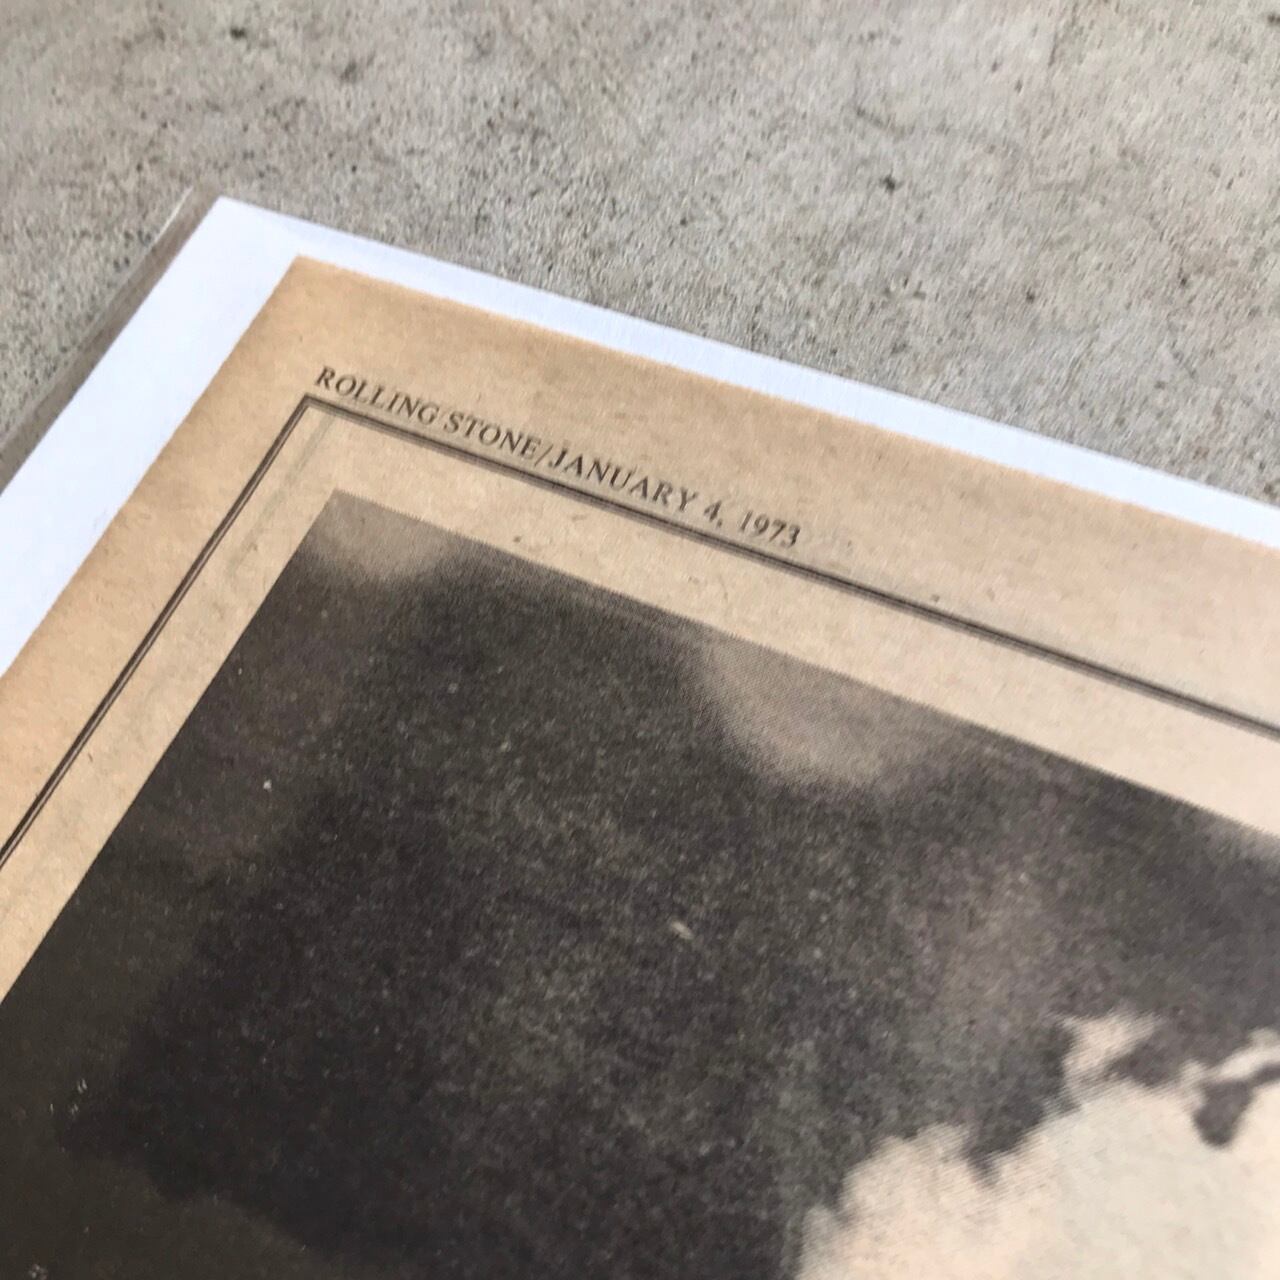 ROLLING STONE/JANUARY 4, 1973